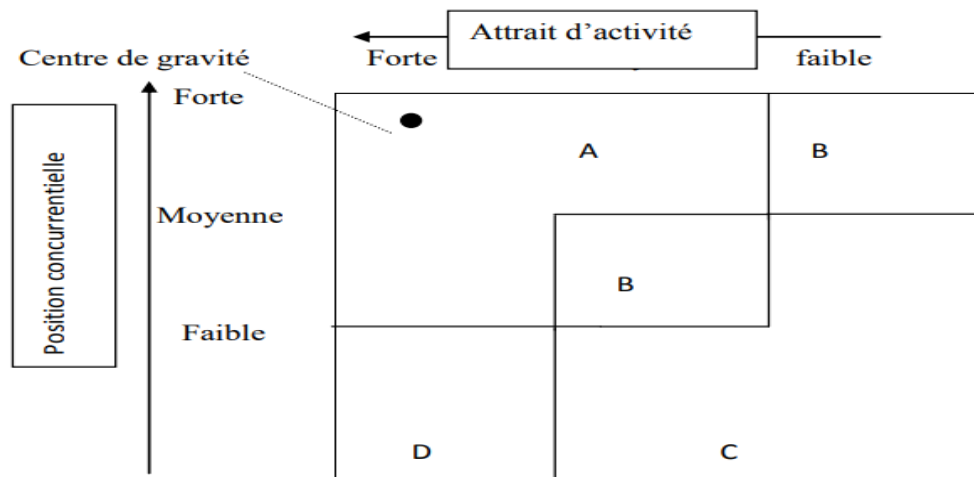 Attrait d'activité
Centre de gravité
Forte
faible
Forte
A
B
Position concurrentielle
Moyenne
B
Faible
D
C